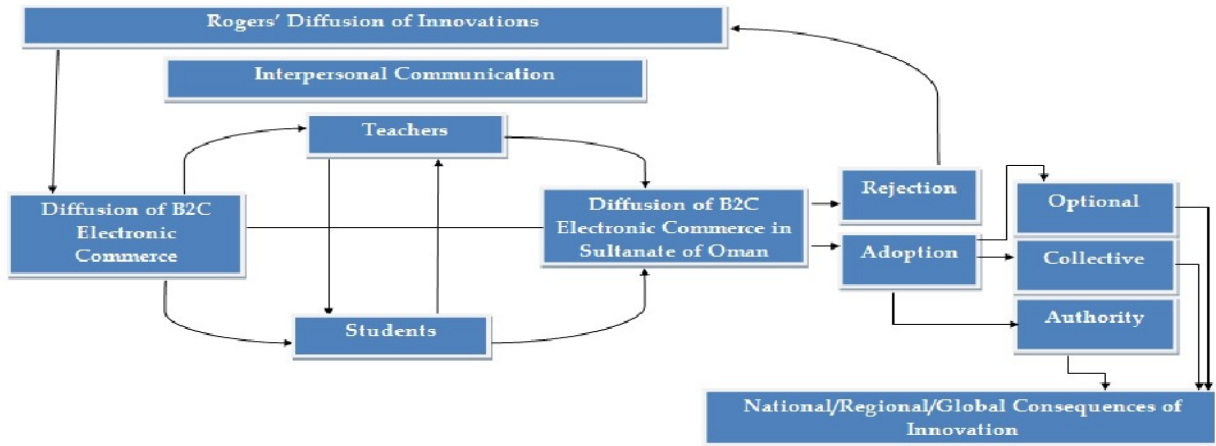 Rogers' Diffusion of Innovations
Interpersonal Communication
Teachers
Diffusion of B2C
Electronic
Commerce
Students
Diffusion of B2C
Electronic Commerce in
Sultanate of Oman
Rejection
Adoption
Optional
Collective
Authority
National/Regional/Global Consequences of
Innovation